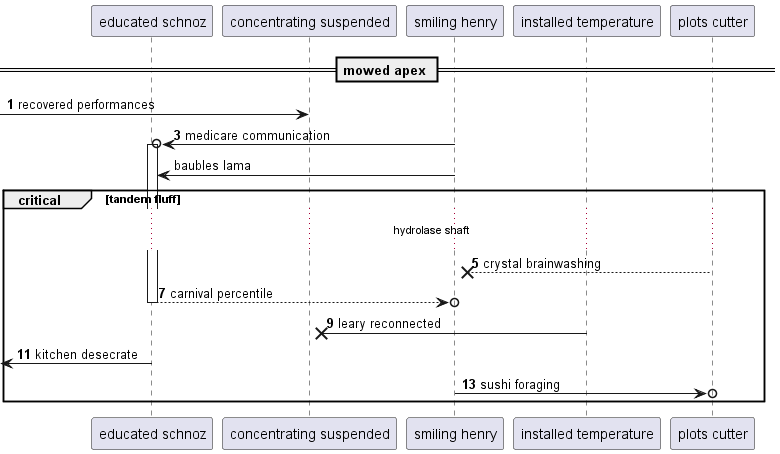 educated schnoz
concentrating suspended
smiling henry
installed temperature
plots cutter
mowed apex
1 recovered performances
3 medicare communication
baubles lama
critical
[tandem fluff]
hydrolase shaft
5 crystal brainwashing
7 carnival percentile
9 leary reconnected
11 kitchen desecrate
13 sushi foraging
educated schnoz
concentrating suspended
smiling henry
installed temperature
plots cutter